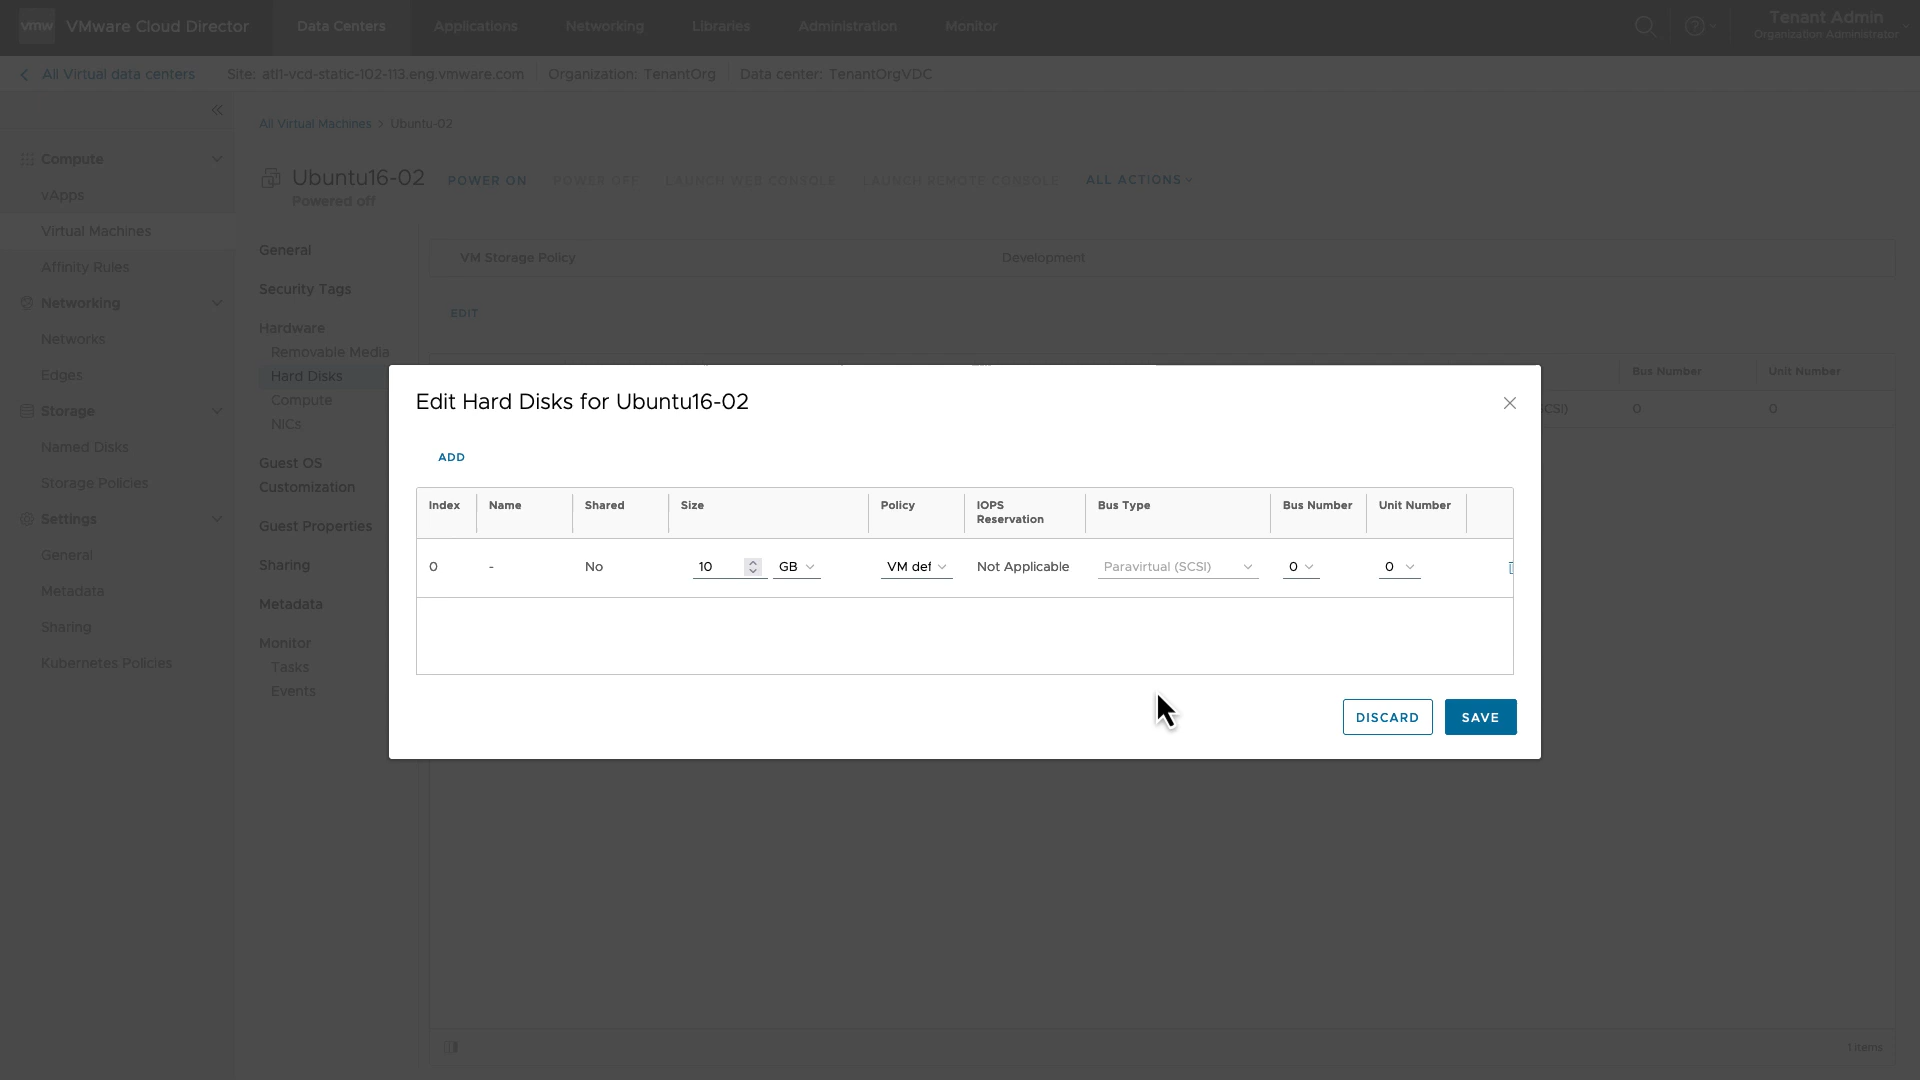 vmw VMware Cloud Director Data Centers Applications Networking Libraries Administration Monitor Tenant Admin
Organization Administrator
All Virtual data centers Site: atl1-vcd-static-102-113.eng.vmware.com Organization: TenantOrg Data center: TenantOrgVDC
All Virtual Machines > Ubuntu-02
Compute
vApps
Virtual Machines
Affinity Rules
Networking
Networks
Edges
Storage
Named Disks
Storage Policies
Settings
General
Metadata
Sharing
Kubernetes Policies
Ubuntu16-02 POWER ON POWER OFF LAUNCH WEB CONSOLE LAUNCH REMOTE CONSOLE ALL ACTIONS
Powered off
General
Security Tags
Hardware
Removable Media
Hard Disks
Compute
NICs
Guest OS
Customization
Guest Properties
Sharing
Metadata
Monitor
Tasks
Events
VM Storage Policy Development
EDIT
Bus Number Unit Number
CSI) 0 0
Edit Hard Disks for Ubuntu16-02
ADD
Index Name Shared Size Policy IOPS Reservation Bus Type Bus Number Unit Number
0 - No 10 GB VM def Not Applicable Paravirtual (SCSI) 0 0
DISCARD SAVE
1 items